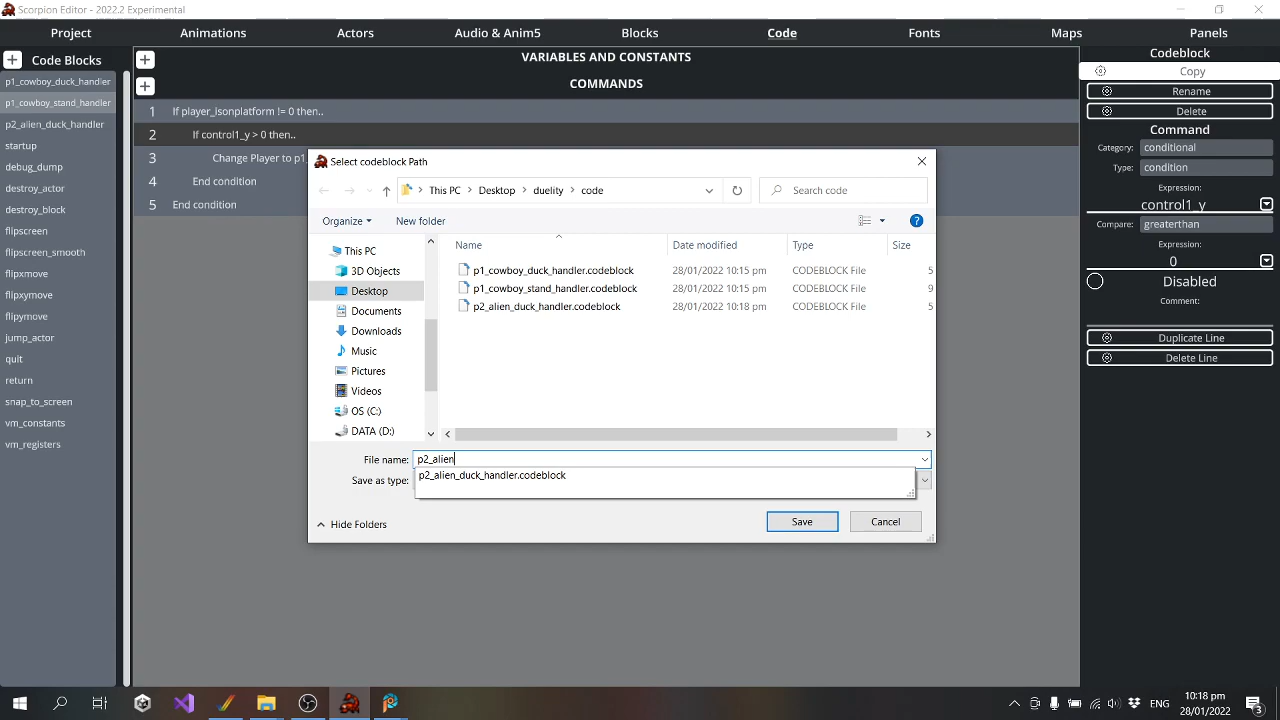 Scorpion Editor - 2022.2 Experimental
Project Animations Actors Audio & Anim5 Blocks Code Fonts Maps Panels
Code Blocks
p1_cowboy_duck_handler
p1_cowboy_stand_handler
p2_alien_duck_handler
startup
debug_dump
destroy_actor
destroy_block
flipscreen
flipscreen_smooth
flipxmove
flipxymove
flipymove
jump_actor
quit
return
snap_to_screen
vm_constants
vm_registers
VARIABLES AND CONSTANTS
COMMANDS
1 If player_isonplatform != 0 then..
2 If control1_y > 0 then..
3 Change Player to p1_
4 End condition
5 End condition
Select codeblock Path
This PC > Desktop > duelity > code
Search code
Organize New folder
This PC
3D Objects
Desktop
Documents
Downloads
Music
Pictures
Videos
OS (C:)
DATA (D:)
Name Date modified Type Size
p1_cowboy_duck_handler.codeblock 28/01/2022 10:15 pm CODEBLOCK File 5
p1_cowboy_stand_handler.codeblock 28/01/2022 10:15 pm CODEBLOCK File 9
p2_alien_duck_handler.codeblock 28/01/2022 10:18 pm CODEBLOCK File 5
File name: p2_alien
p2_alien_duck_handler.codeblock
Save as type:
Hide Folders
Save Cancel
Codeblock
Copy
Rename
Delete
Command
Category: conditional
Type: condition
Expression:
control1_y
Compare: greaterthan
Expression:
0
Disabled
Comment:
Duplicate Line
Delete Line
ENG
10:18 pm
28/01/2022
3